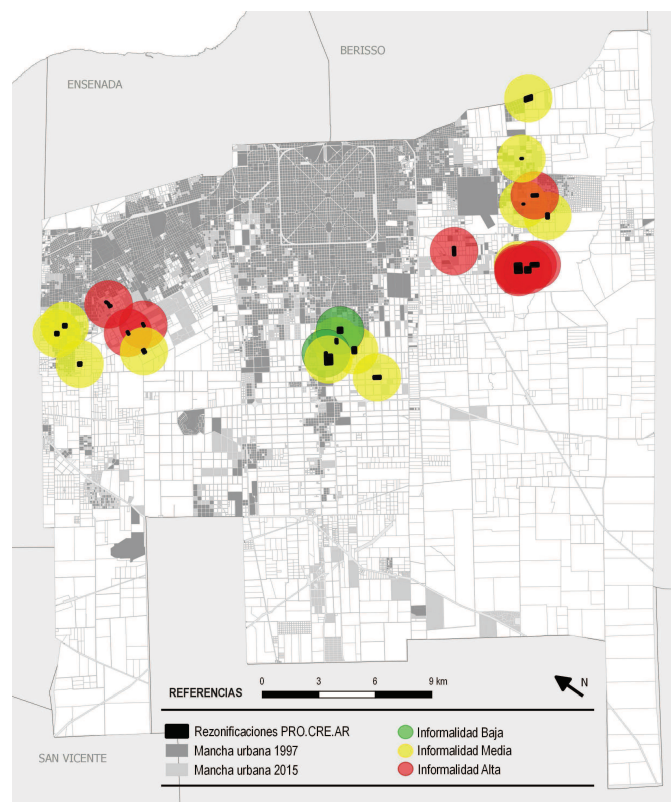 BERISSO
ENSENADA
REFERENCIAS
0 3 6 9 km
N
Rezonificaciones PRO.CRE.AR
Mancha urbana 1997
Mancha urbana 2015
Informalidad Baja
Informalidad Media
Informalidad Alta
SAN VICENTE